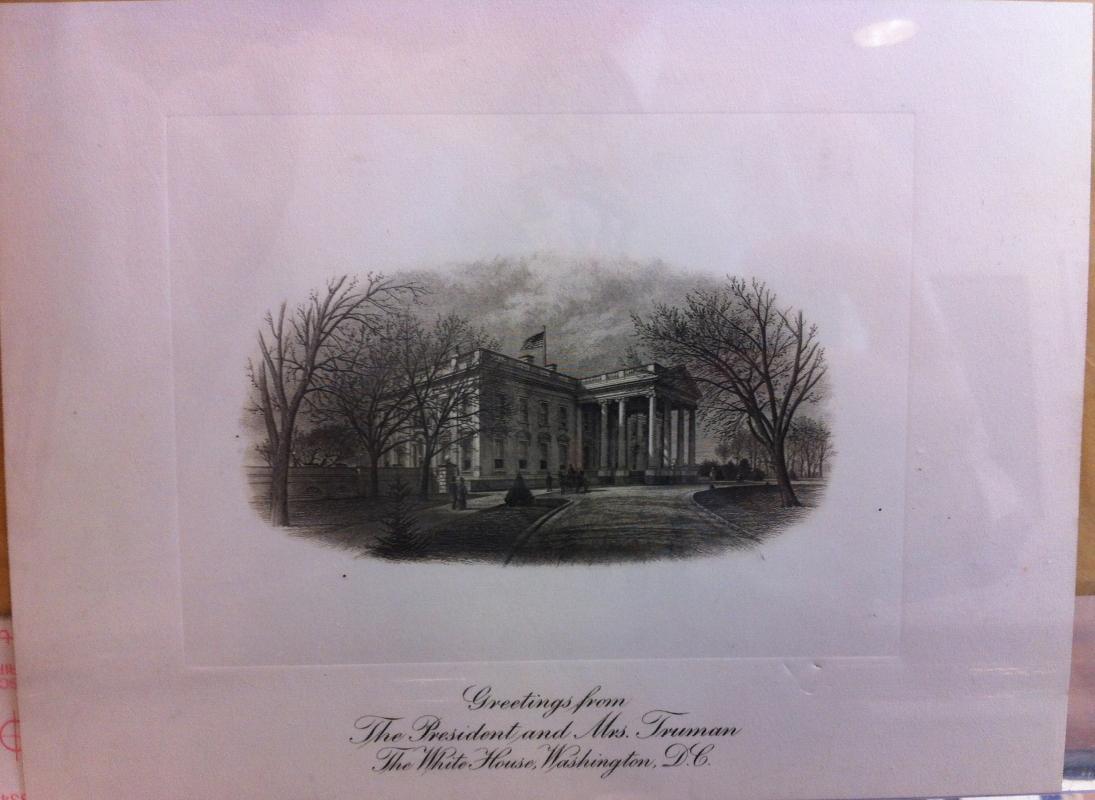 Greetings from
The President and Mrs. Truman
The White House, Washington, D.C.